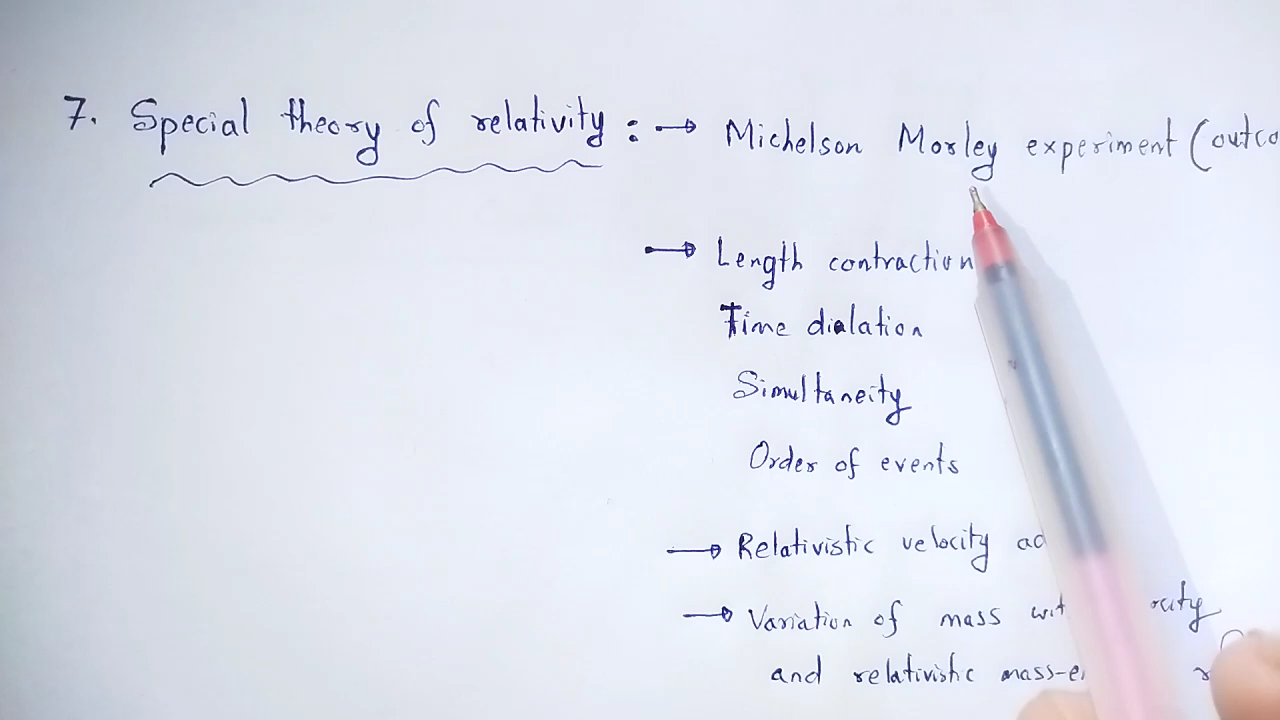 7. Special theory of relativity : → Michelson Morley experiment (outco
→ Length contraction
Time dialation
Simultaneity
Order of events
→ Relativistic velocity ad
→ Variation of mass wit ocity
and relativistic mass-e